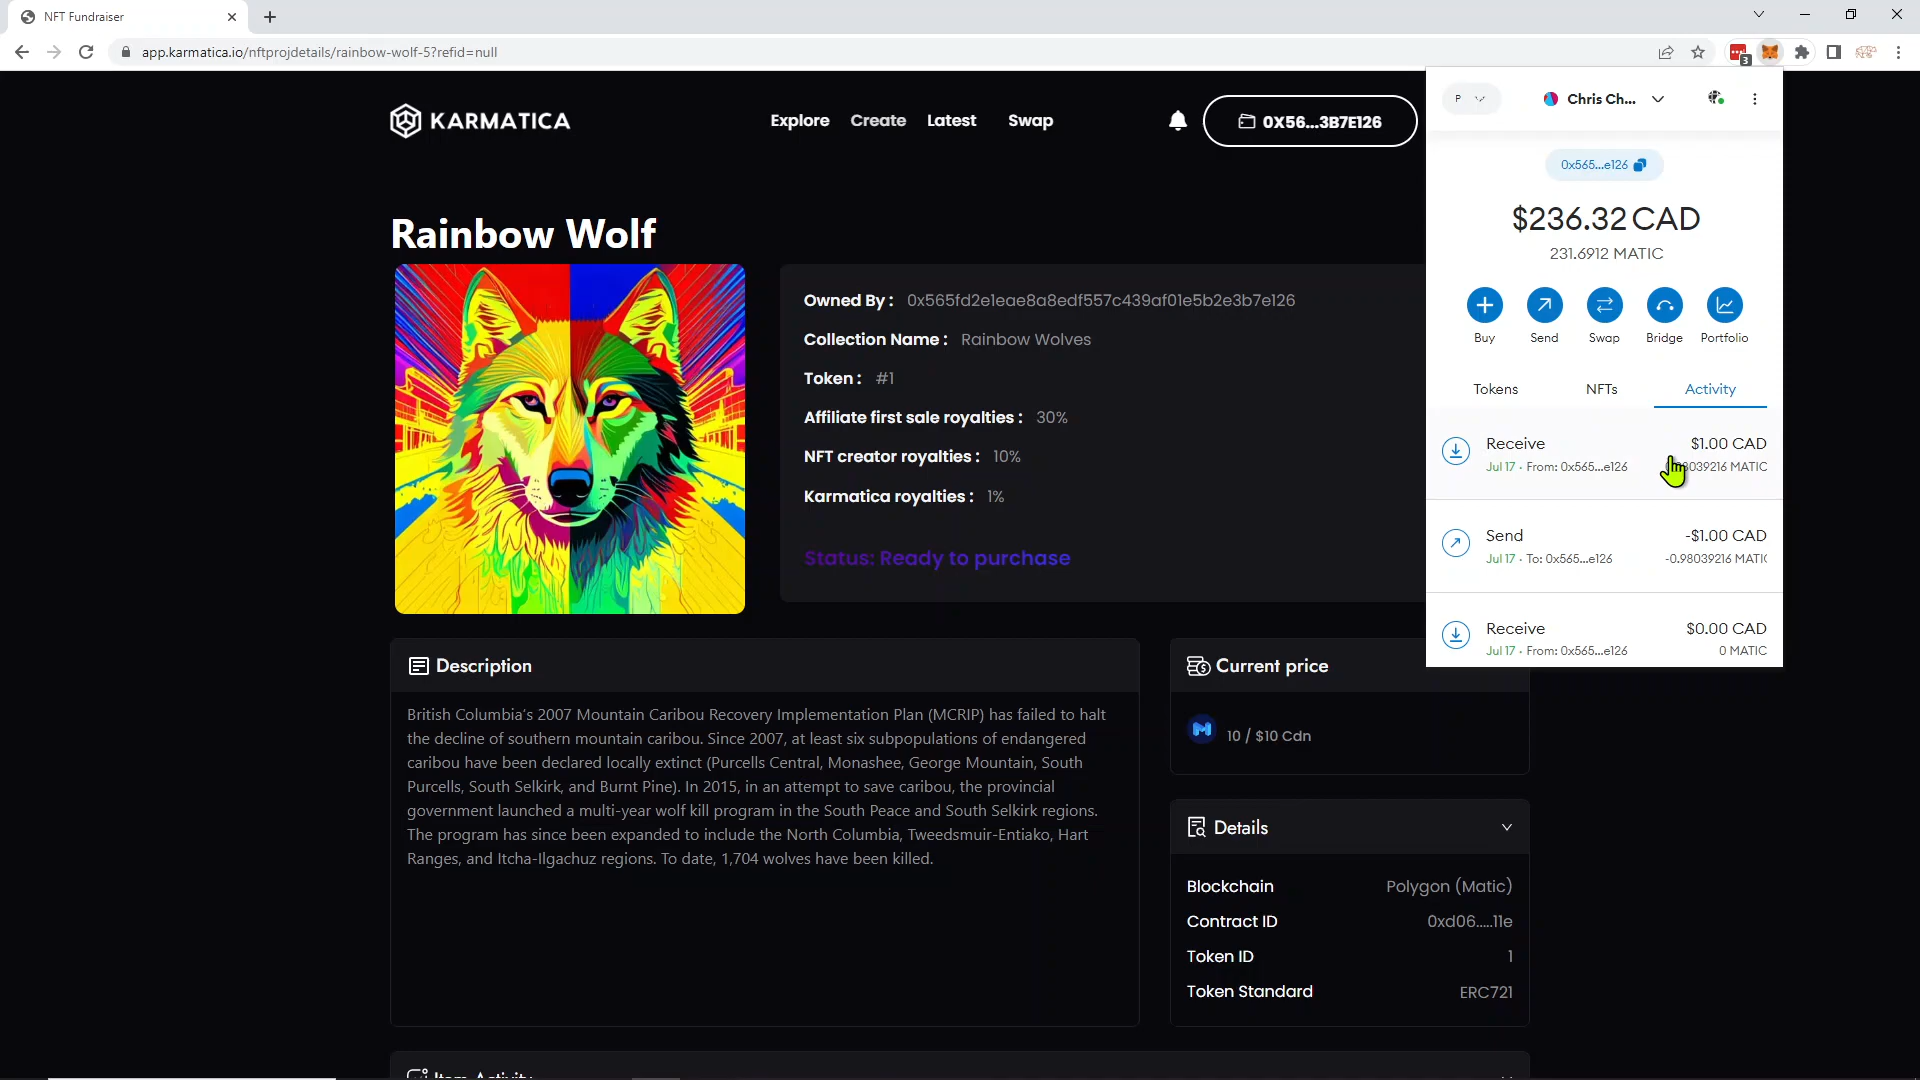 NFT Fundraiser
app.karmatica.io/nftprojdetails/rainbow-wolf-5?refid=null
3
KARMATICA
Explore
Create
Latest
Swap
0X56...3B7E126
Rainbow Wolf
Owned By : 0x565fd2e1eae8a8edf557c439af01e5b2e3b7e126
Collection Name : Rainbow Wolves
Token : #1
Affiliate first sale royalties : 30%
NFT creator royalties : 10%
Karmatica royalties : 1%
Status: Ready to purchase
Description
British Columbia's 2007 Mountain Caribou Recovery Implementation Plan (MCRIP) has failed to halt
the decline of southern mountain caribou. Since 2007, at least six subpopulations of endangered
caribou have been declared locally extinct (Purcells Central, Monashee, George Mountain, South
Purcells, South Selkirk, and Burnt Pine). In 2015, in an attempt to save caribou, the provincial
government launched a multi-year wolf kill program in the South Peace and South Selkirk regions.
The program has since been expanded to include the North Columbia, Tweedsmuir-Entiako, Hart
Ranges, and Itcha-Ilgachuz regions. To date, 1,704 wolves have been killed.
Current price
10 / $10 Cdn
Details
Blockchain Polygon (Matic)
Contract ID 0xd06.....11e
Token ID 1
Token Standard ERC721
P
Chris Ch...
0x565...e126
$236.32 CAD
231.6912 MATIC
Buy
Send
Swap
Bridge
Portfolio
Tokens
NFTs
Activity
Receive $1.00 CAD
Jul 17 · From: 0x565...e126 MATIC
Send -$1.00 CAD
Jul 17 · To: 0x565...e126 -0.98039216 MATIC
Receive $0.00 CAD
Jul 17 · From: 0x565...e126 0 MATIC
Item Activity